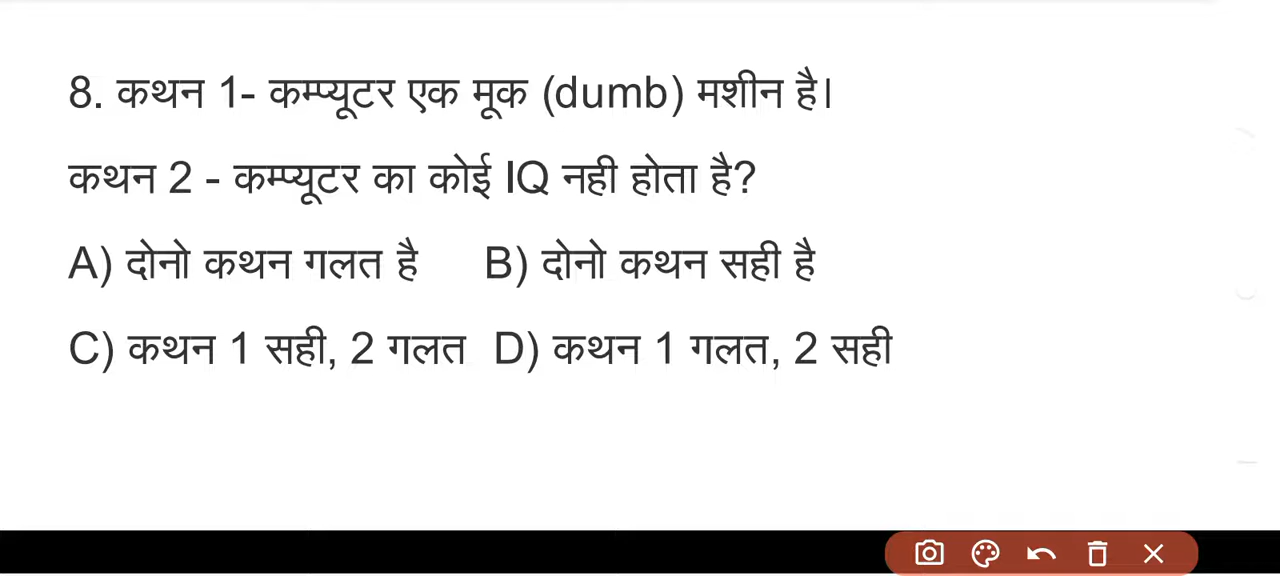 8. कथन 1- कम्प्यूटर एक मूक (dumb) मशीन है।
कथन 2 - कम्प्यूटर का कोई IQ नही होता है?
A) दोनो कथन गलत है B) दोनो कथन सही है
C) कथन 1 सही, 2 गलत D) कथन 1 गलत, 2 सही